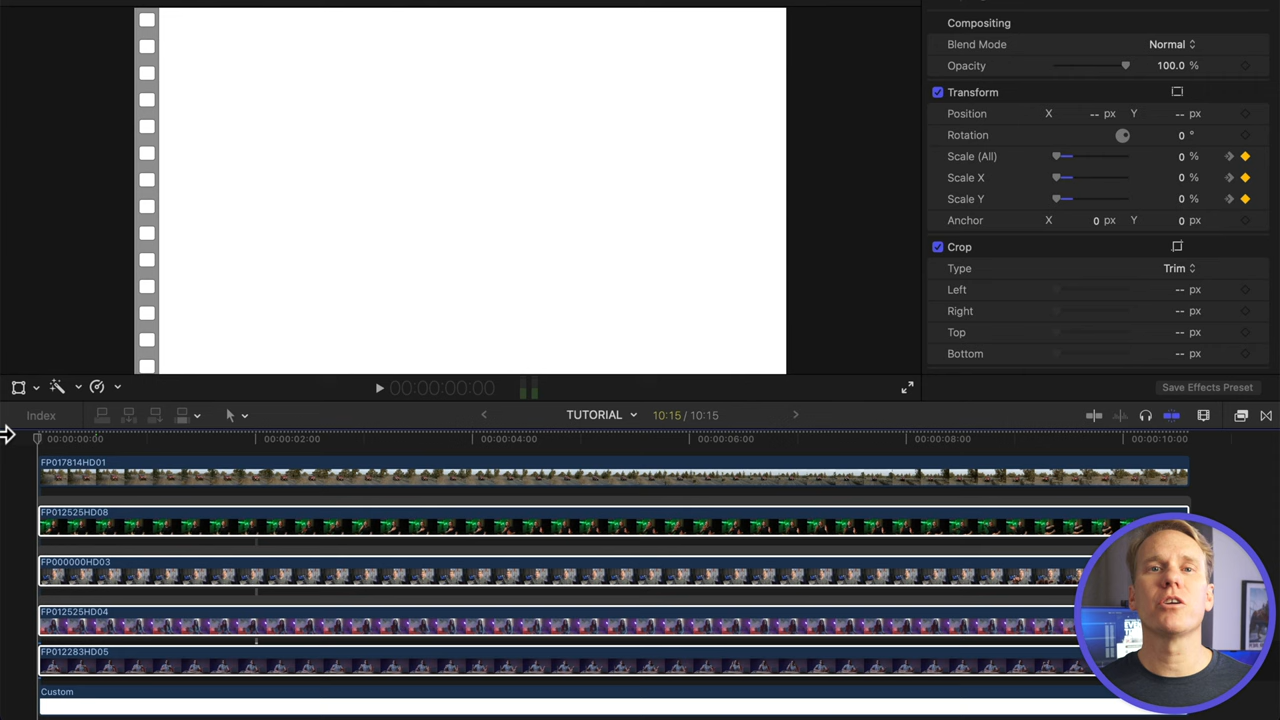 Compositing
Blend Mode Normal
Opacity 100.0 %
Transform
Position X -- px Y -- px
Rotation 0 °
Scale (All) 0 %
Scale X 0 %
Scale Y 0 %
Anchor X 0 px Y 0 px
Crop
Type Trim
Left -- px
Right -- px
Top -- px
Bottom -- px
00:00:00:00
Save Effects Preset
Index
TUTORIAL 10:15 / 10:15
00:00:00:00 00:00:02:00 00:00:04:00 00:00:06:00 00:00:08:00 00:00:10:00
FP017814HD01
FP012525HD08
FP000000HD03
FP012525HD04
FP012283HD05
Custom